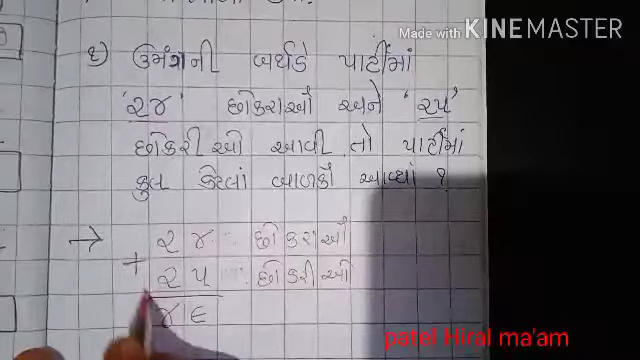 Made with KINEMASTER
૧) ઉમંગની બર્થડે પાર્ટીમાં
'૨૪' છોકરાઓ અને '૨૫'
છોકરીઓ આવી તો પાર્ટીમાં
કુલ કેટલાં બાળકો આવ્યાં ?
→ ૨૪ છોકરાઓ
+ ૨૫ છોકરીઓ
૪૯
patel Hiral ma'am